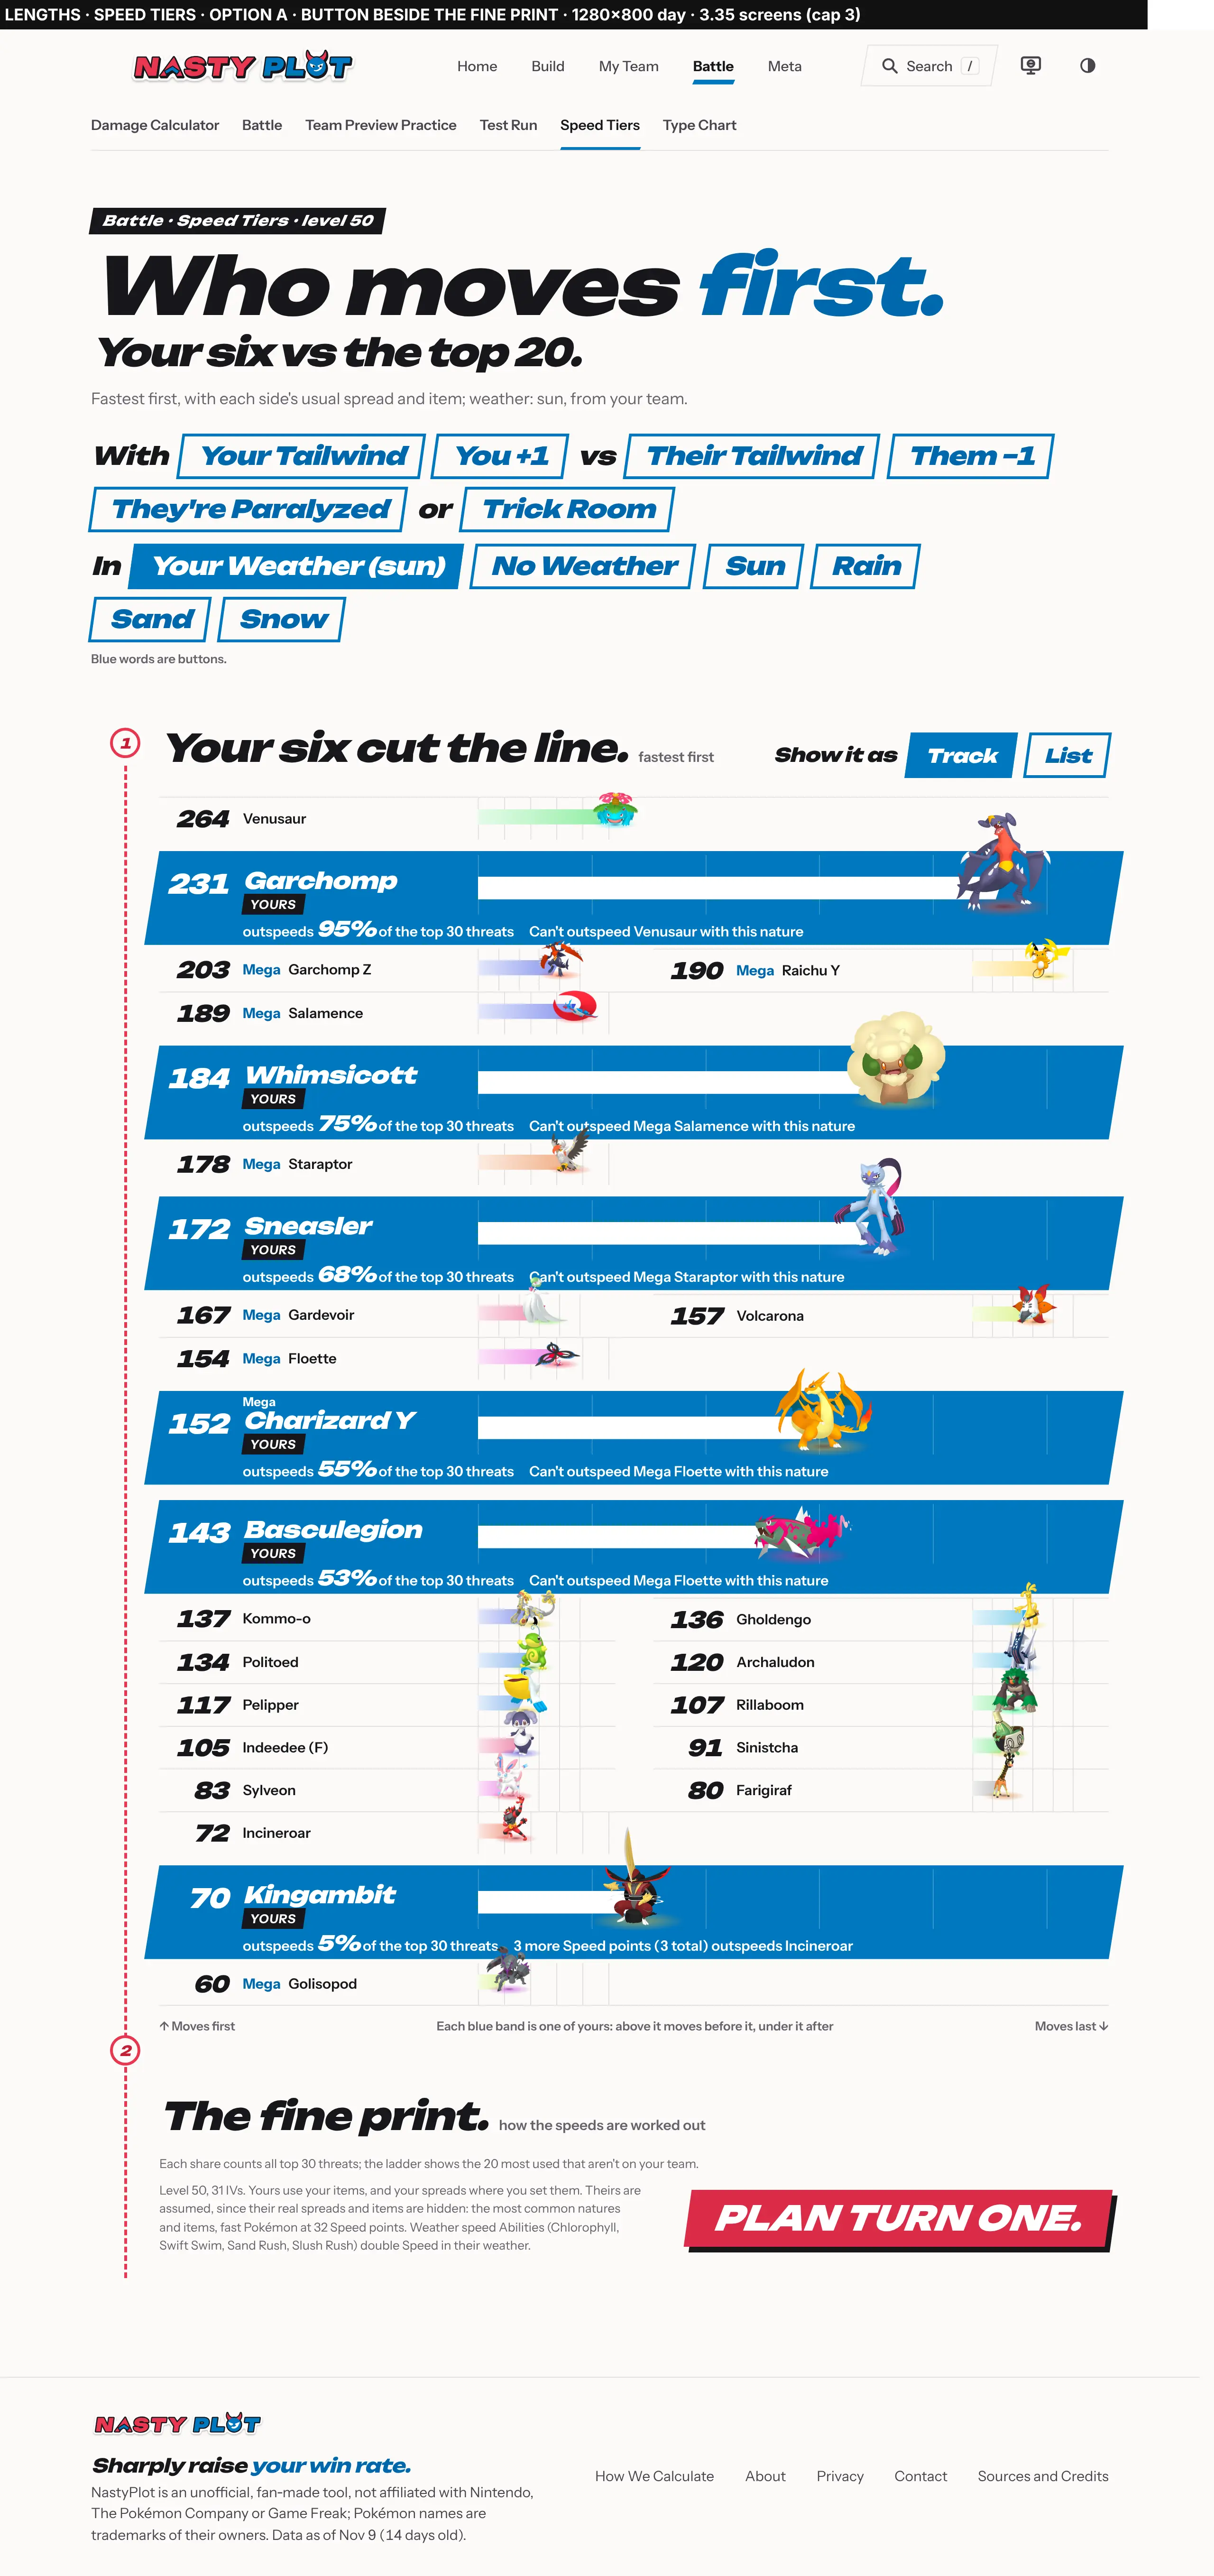 LENGTHS · SPEED TIERS · OPTION A · BUTTON BESIDE THE FINE PRINT · 1280×800 day · 3.35 screens (cap 3)
NASTY PLOT
Home Build My Team Battle Meta Search /
Damage Calculator Battle Team Preview Practice Test Run Speed Tiers Type Chart
Battle · Speed Tiers · level 50
Who moves first.
Your six vs the top 20.
Fastest first, with each side's usual spread and item; weather: sun, from your team.
With Your Tailwind You +1 vs Their Tailwind Them −1
They're Paralyzed or Trick Room
In Your Weather (sun) No Weather Sun Rain
Sand Snow
Blue words are buttons.
1 Your six cut the line. fastest first Show it as Track List
264 Venusaur
231 Garchomp
YOURS
outspeeds 95% of the top 30 threats Can't outspeed Venusaur with this nature
203 Mega Garchomp Z 190 Mega Raichu Y
189 Mega Salamence
184 Whimsicott
YOURS
outspeeds 75% of the top 30 threats Can't outspeed Mega Salamence with this nature
178 Mega Staraptor
172 Sneasler
YOURS
outspeeds 68% of the top 30 threats Can't outspeed Mega Staraptor with this nature
167 Mega Gardevoir 157 Volcarona
154 Mega Floette
Mega
152 Charizard Y
YOURS
outspeeds 55% of the top 30 threats Can't outspeed Mega Floette with this nature
143 Basculegion
YOURS
outspeeds 53% of the top 30 threats Can't outspeed Mega Floette with this nature
137 Kommo-o 136 Gholdengo
134 Politoed 120 Archaludon
117 Pelipper 107 Rillaboom
105 Indeedee (F) 91 Sinistcha
83 Sylveon 80 Farigiraf
72 Incineroar
70 Kingambit
YOURS
outspeeds 5% of the top 30 threats 3 more Speed points (3 total) outspeeds Incineroar
60 Mega Golisopod
↑ Moves first Each blue band is one of yours: above it moves before it, under it after Moves last ↓
2
The fine print. how the speeds are worked out
Each share counts all top 30 threats; the ladder shows the 20 most used that aren't on your team.
Level 50, 31 IVs. Yours use your items, and your spreads where you set them. Theirs are
assumed, since their real spreads and items are hidden: the most common natures
and items, fast Pokémon at 32 Speed points. Weather speed Abilities (Chlorophyll,
Swift Swim, Sand Rush, Slush Rush) double Speed in their weather.
PLAN TURN ONE.
NASTY PLOT
Sharply raise your win rate.
NastyPlot is an unofficial, fan-made tool, not affiliated with Nintendo,
The Pokémon Company or Game Freak; Pokémon names are
trademarks of their owners. Data as of Nov 9 (14 days old).
How We Calculate About Privacy Contact Sources and Credits